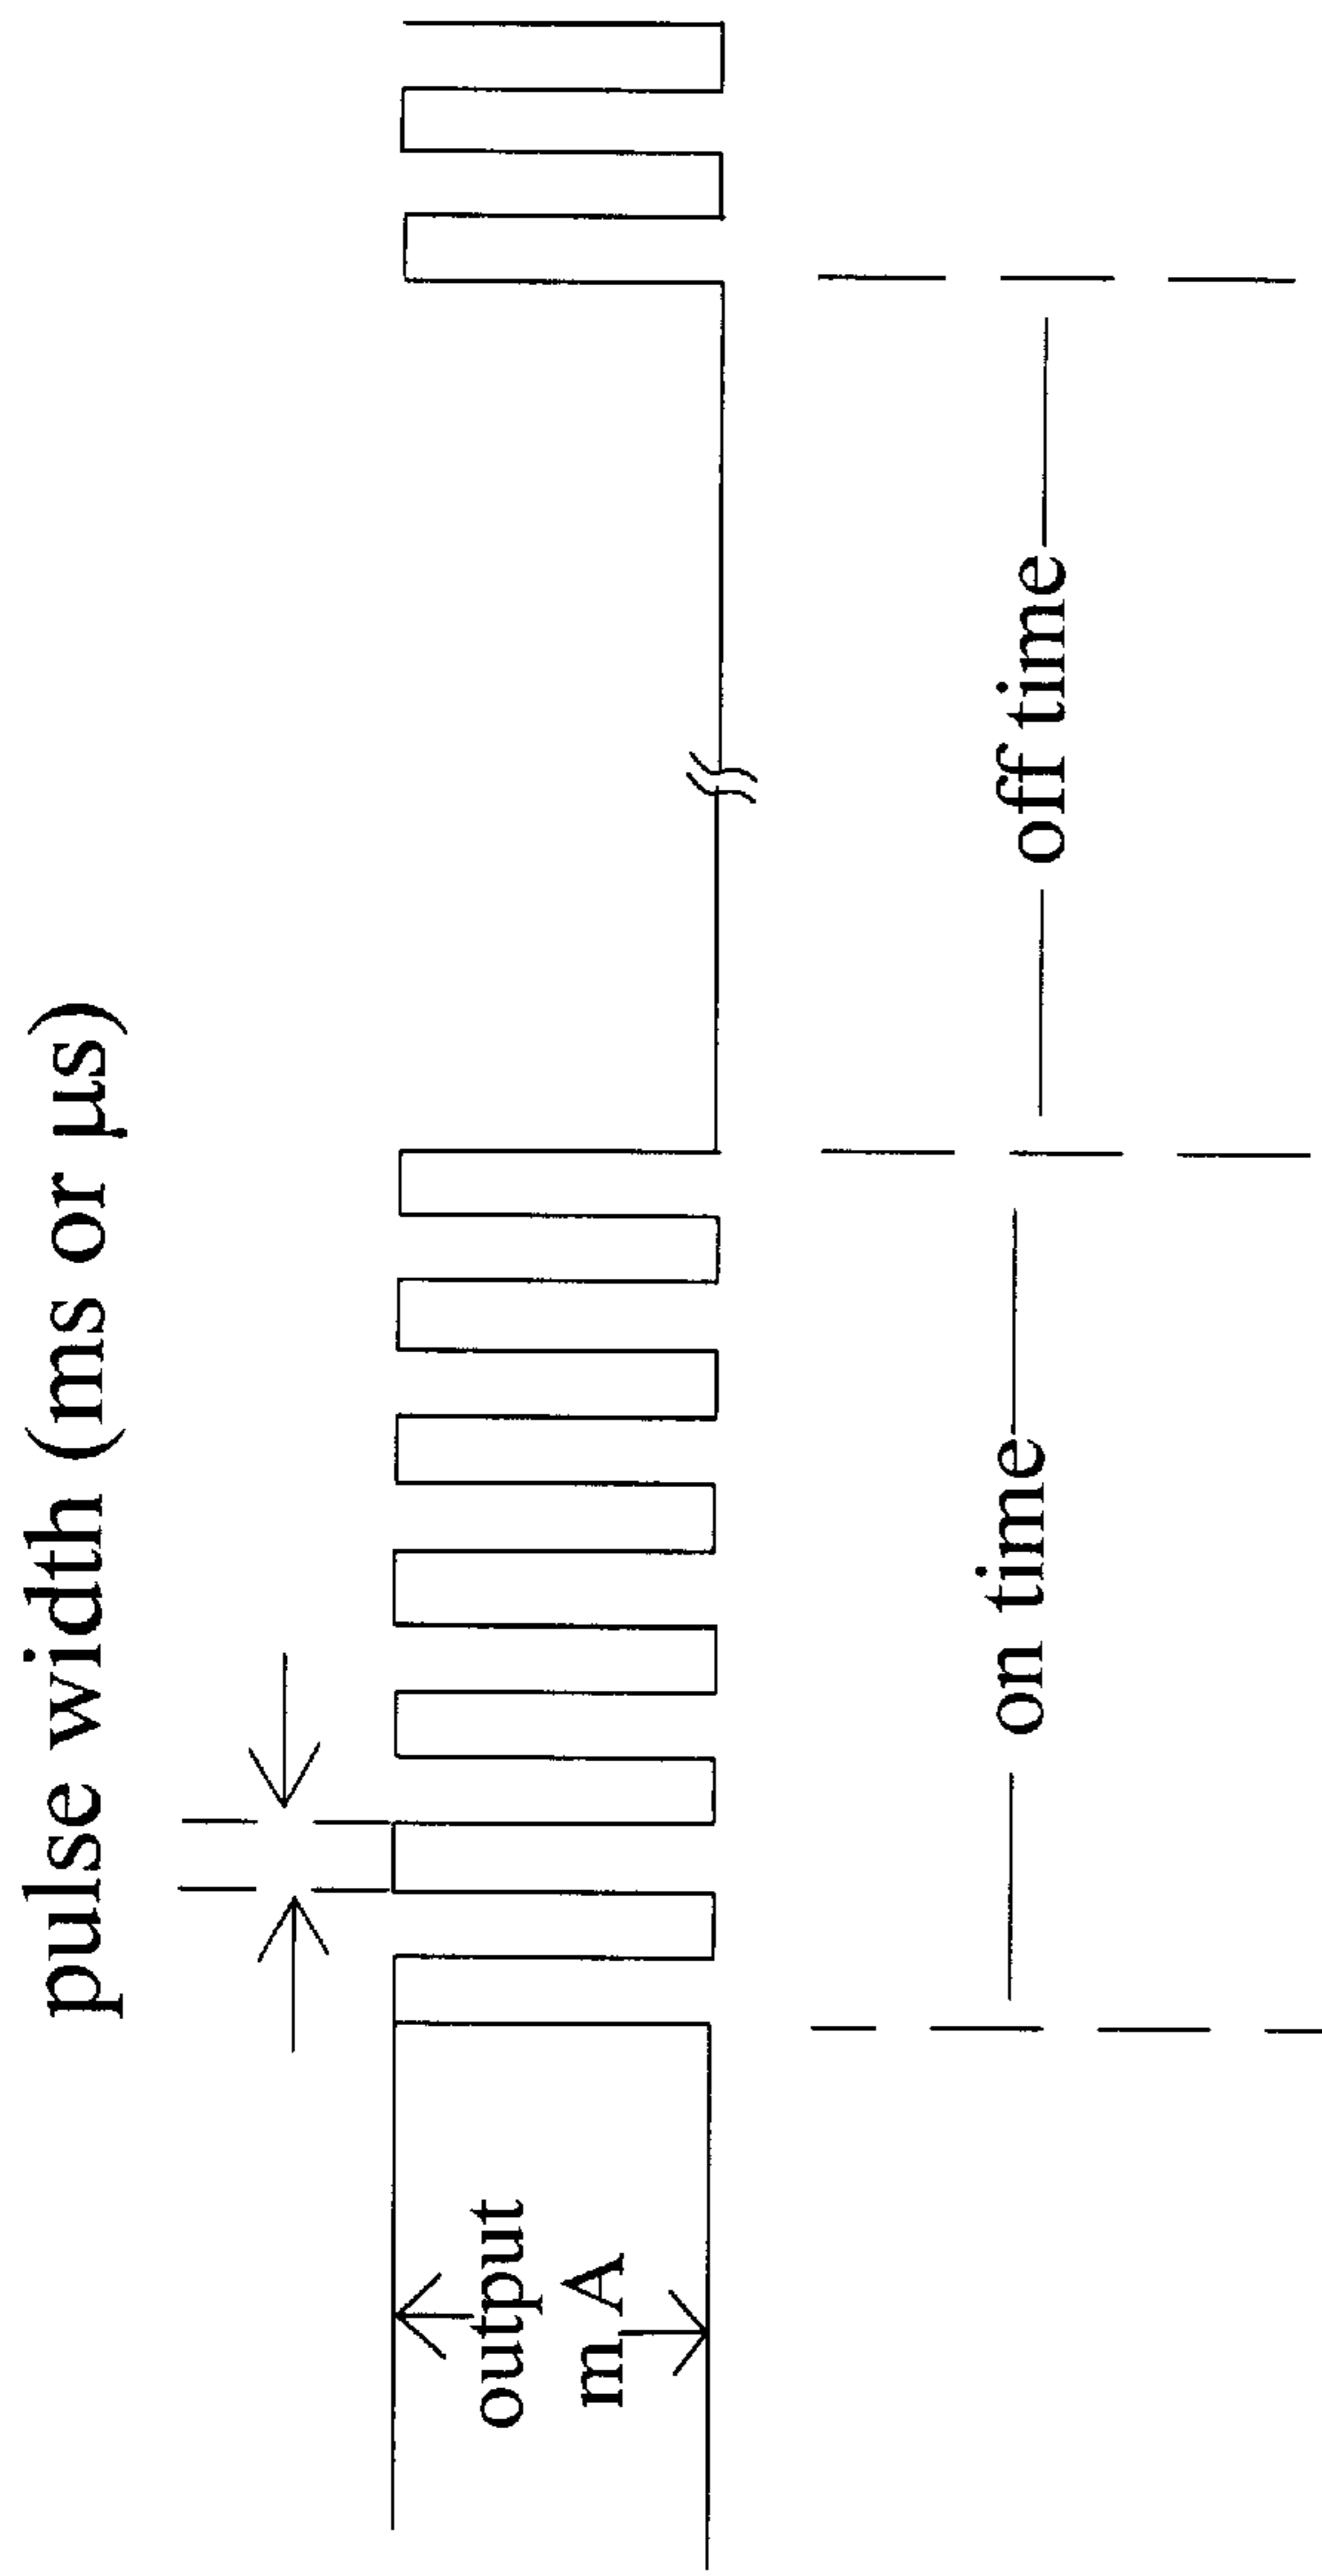 pulse width (ms or μs)
output
mA
on time
off time